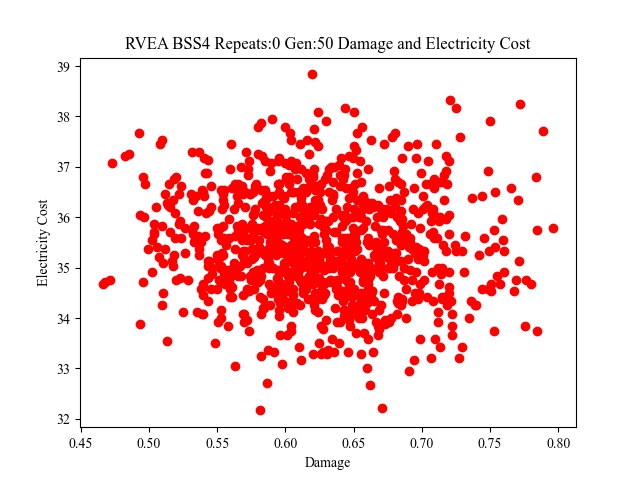 RVEA BSS4 Repeats:0 Gen:50 Damage and Electricity Cost
39
38
37
36
35
34
33
32
Electricity Cost
0.45 0.50 0.55 0.60 0.65 0.70 0.75 0.80
Damage